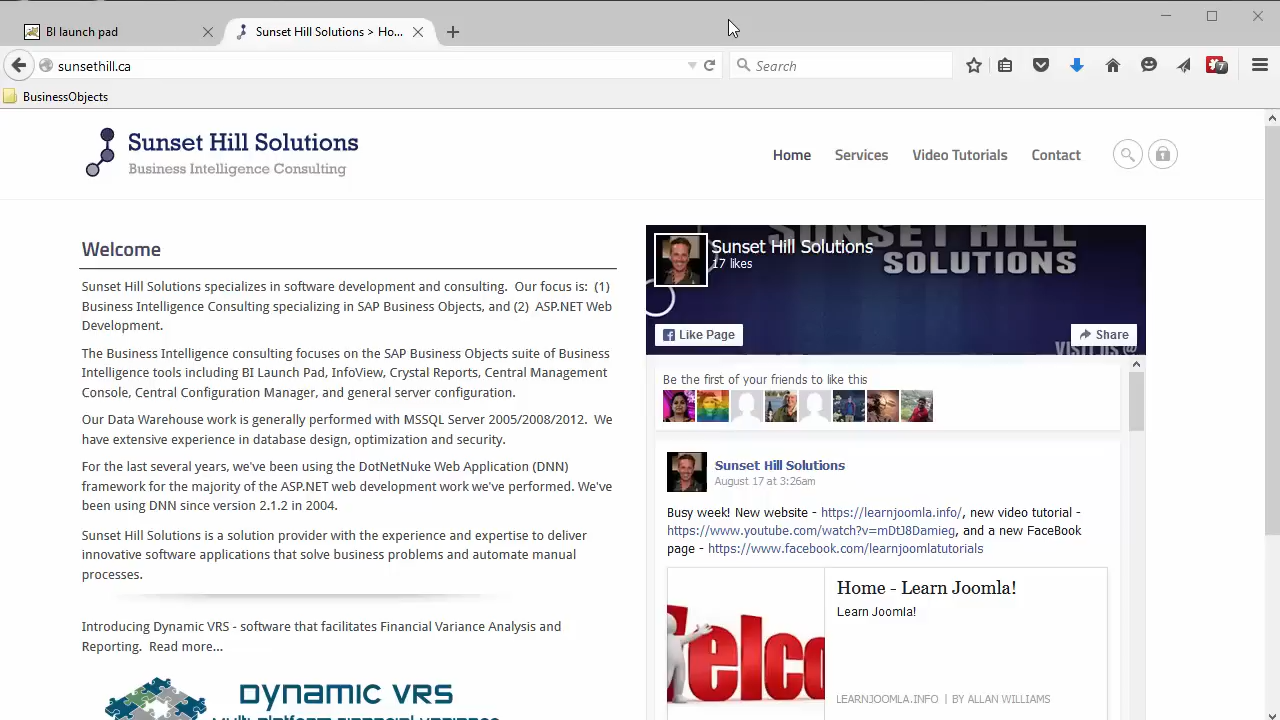 BI launch pad
Sunset Hill Solutions > Ho...
sunsethill.ca
Search
7
BusinessObjects
Sunset Hill Solutions
Business Intelligence Consulting
Home
Services
Video Tutorials
Contact
Welcome
Sunset Hill Solutions specializes in software development and consulting. Our focus is: (1)
Business Intelligence Consulting specializing in SAP Business Objects, and (2) ASP.NET Web
Development.
The Business Intelligence consulting focuses on the SAP Business Objects suite of Business
Intelligence tools including BI Launch Pad, InfoView, Crystal Reports, Central Management
Console, Central Configuration Manager, and general server configuration.
Our Data Warehouse work is generally performed with MSSQL Server 2005/2008/2012. We
have extensive experience in database design, optimization and security.
For the last several years, we've been using the DotNetNuke Web Application (DNN)
framework for the majority of the ASP.NET web development work we've performed. We've
been using DNN since version 2.1.2 in 2004.
Sunset Hill Solutions is a solution provider with the experience and expertise to deliver
innovative software applications that solve business problems and automate manual
processes.
Introducing Dynamic VRS - software that facilitates Financial Variance Analysis and
Reporting. Read more...
DYNAMIC VRS
SUNSET HILL
SOLUTIONS
Sunset Hill Solutions
17 likes
Like Page
Share
VISIT US @
Be the first of your friends to like this
Sunset Hill Solutions
August 17 at 3:26am
Busy week! New website - https://learnjoomla.info/, new video tutorial -
https://www.youtube.com/watch?v=mDtJ8Damieg, and a new FaceBook
page - https://www.facebook.com/learnjoomlatutorials
elco
Home - Learn Joomla!
Learn Joomla!
LEARNJOOMLA.INFO | BY ALLAN WILLIAMS